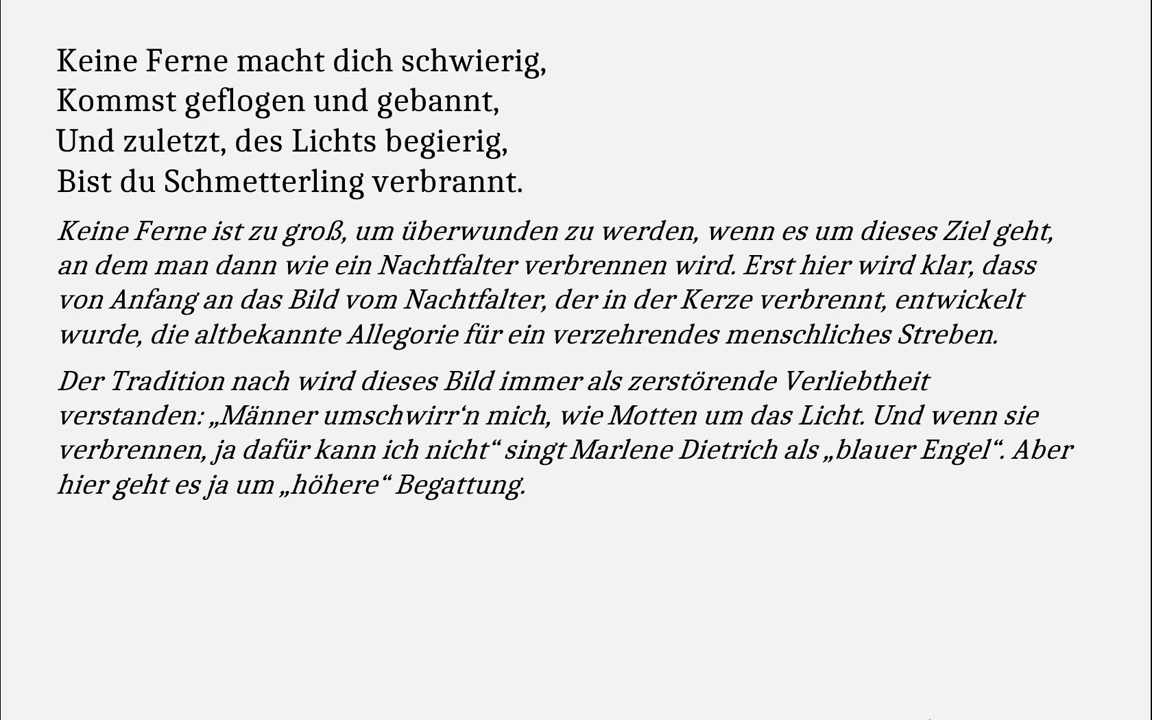 Keine Ferne macht dich schwierig,
Kommst geflogen und gebannt,
Und zuletzt, des Lichts begierig,
Bist du Schmetterling verbrannt.
Keine Ferne ist zu groß, um überwunden zu werden, wenn es um dieses Ziel geht,
an dem man dann wie ein Nachtfalter verbrennen wird. Erst hier wird klar, dass
von Anfang an das Bild vom Nachtfalter, der in der Kerze verbrennt, entwickelt
wurde, die altbekannte Allegorie für ein verzehrendes menschliches Streben.
Der Tradition nach wird dieses Bild immer als zerstörende Verliebtheit
verstanden: „Männer umschwirr‘n mich, wie Motten um das Licht. Und wenn sie
verbrennen, ja dafür kann ich nicht“ singt Marlene Dietrich als „blauer Engel“. Aber
hier geht es ja um „höhere“ Begattung.